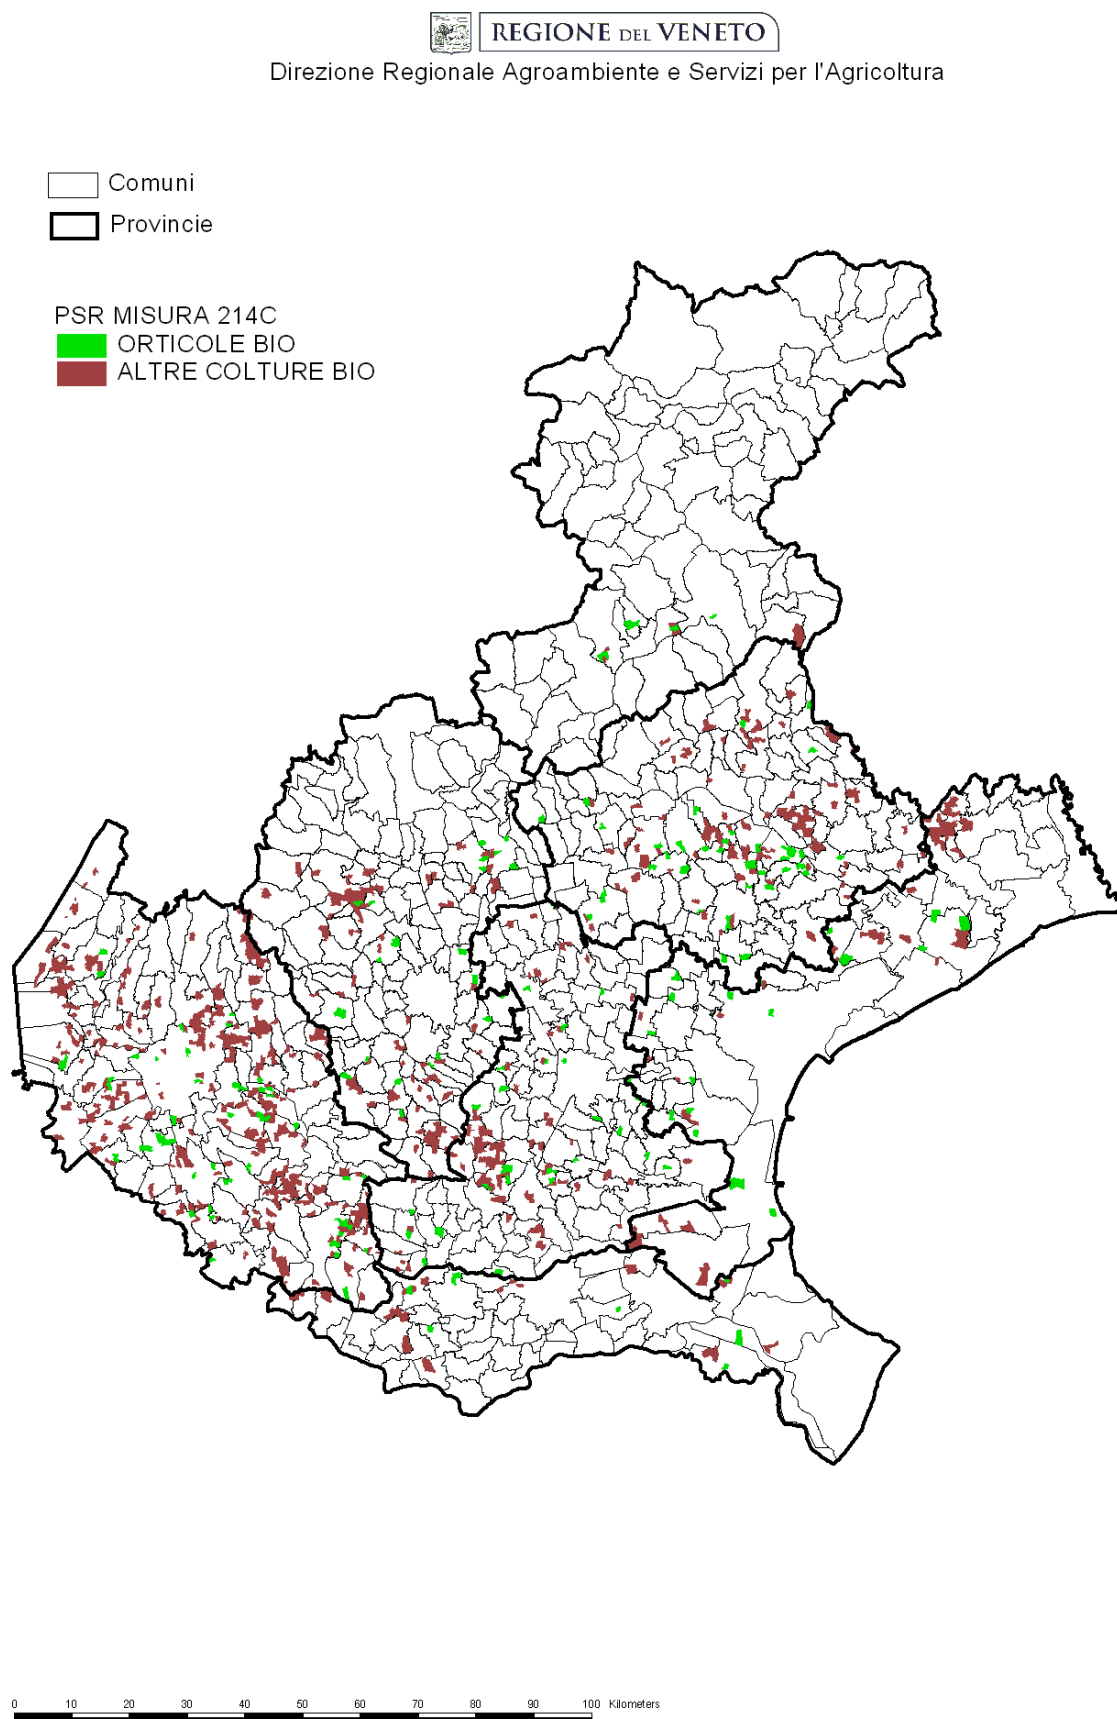 REGIONE DEL VENETO
Direzione Regionale Agroambiente e Servizi per l'Agricoltura
Comuni
Provincie
PSR MISURA 214C
ORTICOLE BIO
ALTRE COLTURE BIO
0 10 20 30 40 50 60 70 80 90 100 Kilometers